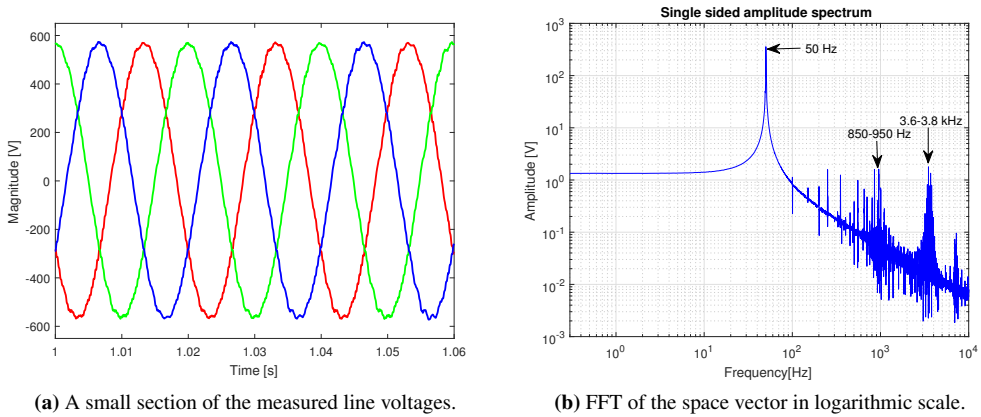 600
400
200
0
-200
-400
-600
Magnitude [V]
1
1.01
1.02
1.03
1.04
1.05
1.06
Time [s]
(a) A small section of the measured line voltages.
Single sided amplitude spectrum
10³
10²
10¹
10⁰
10⁻¹
10⁻²
10⁻³
Amplitude [V]
50 Hz
850-950 Hz
3.6-3.8 kHz
10⁰
10¹
10²
10³
10⁴
Frequency[Hz]
(b) FFT of the space vector in logarithmic scale.